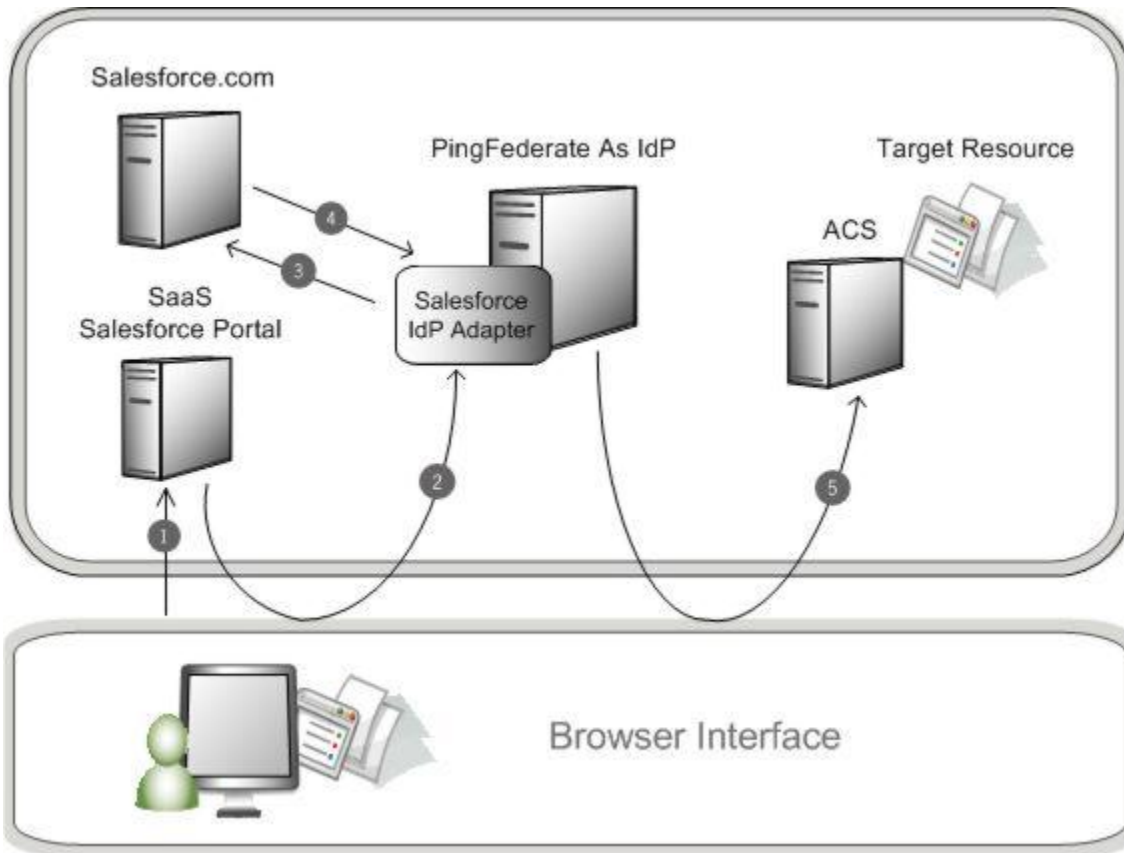 Salesforce.com
PingFederate As IdP
Target Resource
4
ACS
3
SaaS
Salesforce Portal
Salesforce
IdP Adapter
2
5
1
Browser Interface